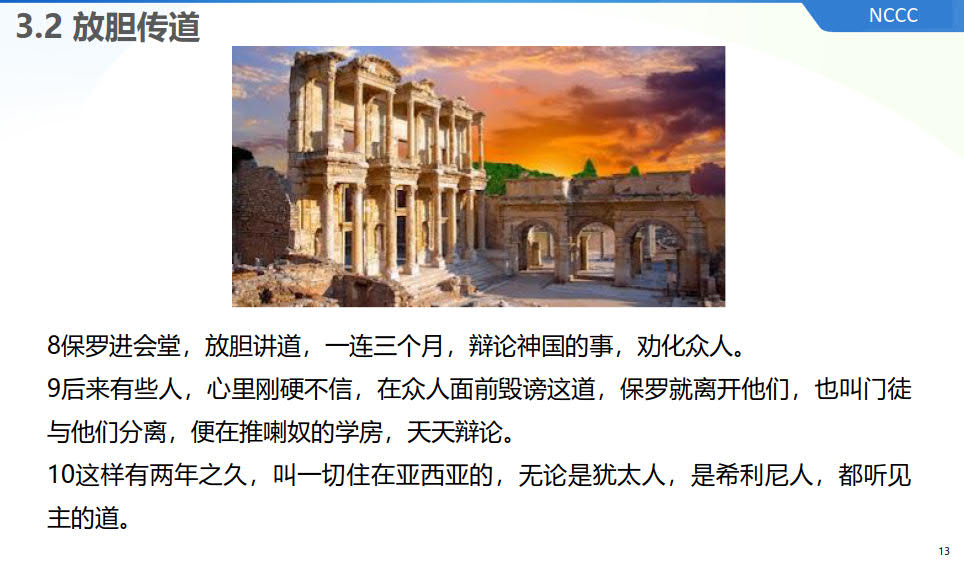 3.2 放胆传道
NCCC
8保罗进会堂，放胆讲道，一连三个月，辩论神国的事，劝化众人。
9后来有些人，心里刚硬不信，在众人面前毁谤这道，保罗就离开他们，也叫门徒
与他们分离，便在推喇奴的学房，天天辩论。
10这样有两年之久，叫一切住在亚西亚的，无论是犹太人，是希利尼人，都听见
主的道。
13